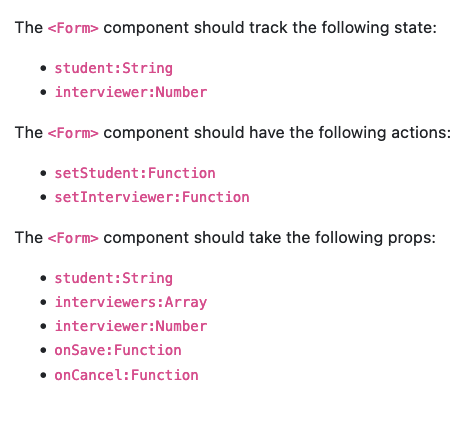 The <Form> component should track the following state:
• student:String
• interviewer:Number
The <Form> component should have the following actions:
• setStudent:Function
• setInterviewer:Function
The <Form> component should take the following props:
• student:String
• interviewers:Array
• interviewer:Number
• onSave:Function
• onCancel:Function